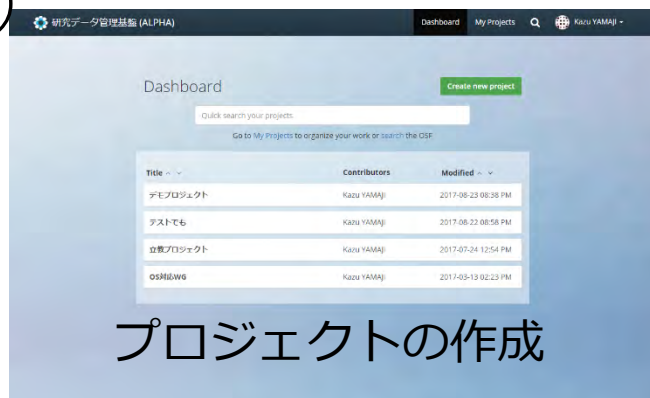 研究データ管理基盤 (ALPHA) Dashboard My Projects Kazu YAMAJI
Dashboard Create new project
Quick search your projects
Go to My Projects to organize your work or search the OSF
Title Contributors Modified
デモプロジェクト Kazu YAMAJI 2017-08-23 08:38 PM
テストでも Kazu YAMAJI 2017-08-22 08:58 PM
立教プロジェクト Kazu YAMAJI 2017-07-24 12:54 PM
OS対応WG Kazu YAMAJI 2017-03-13 02:23 PM
プロジェクトの作成